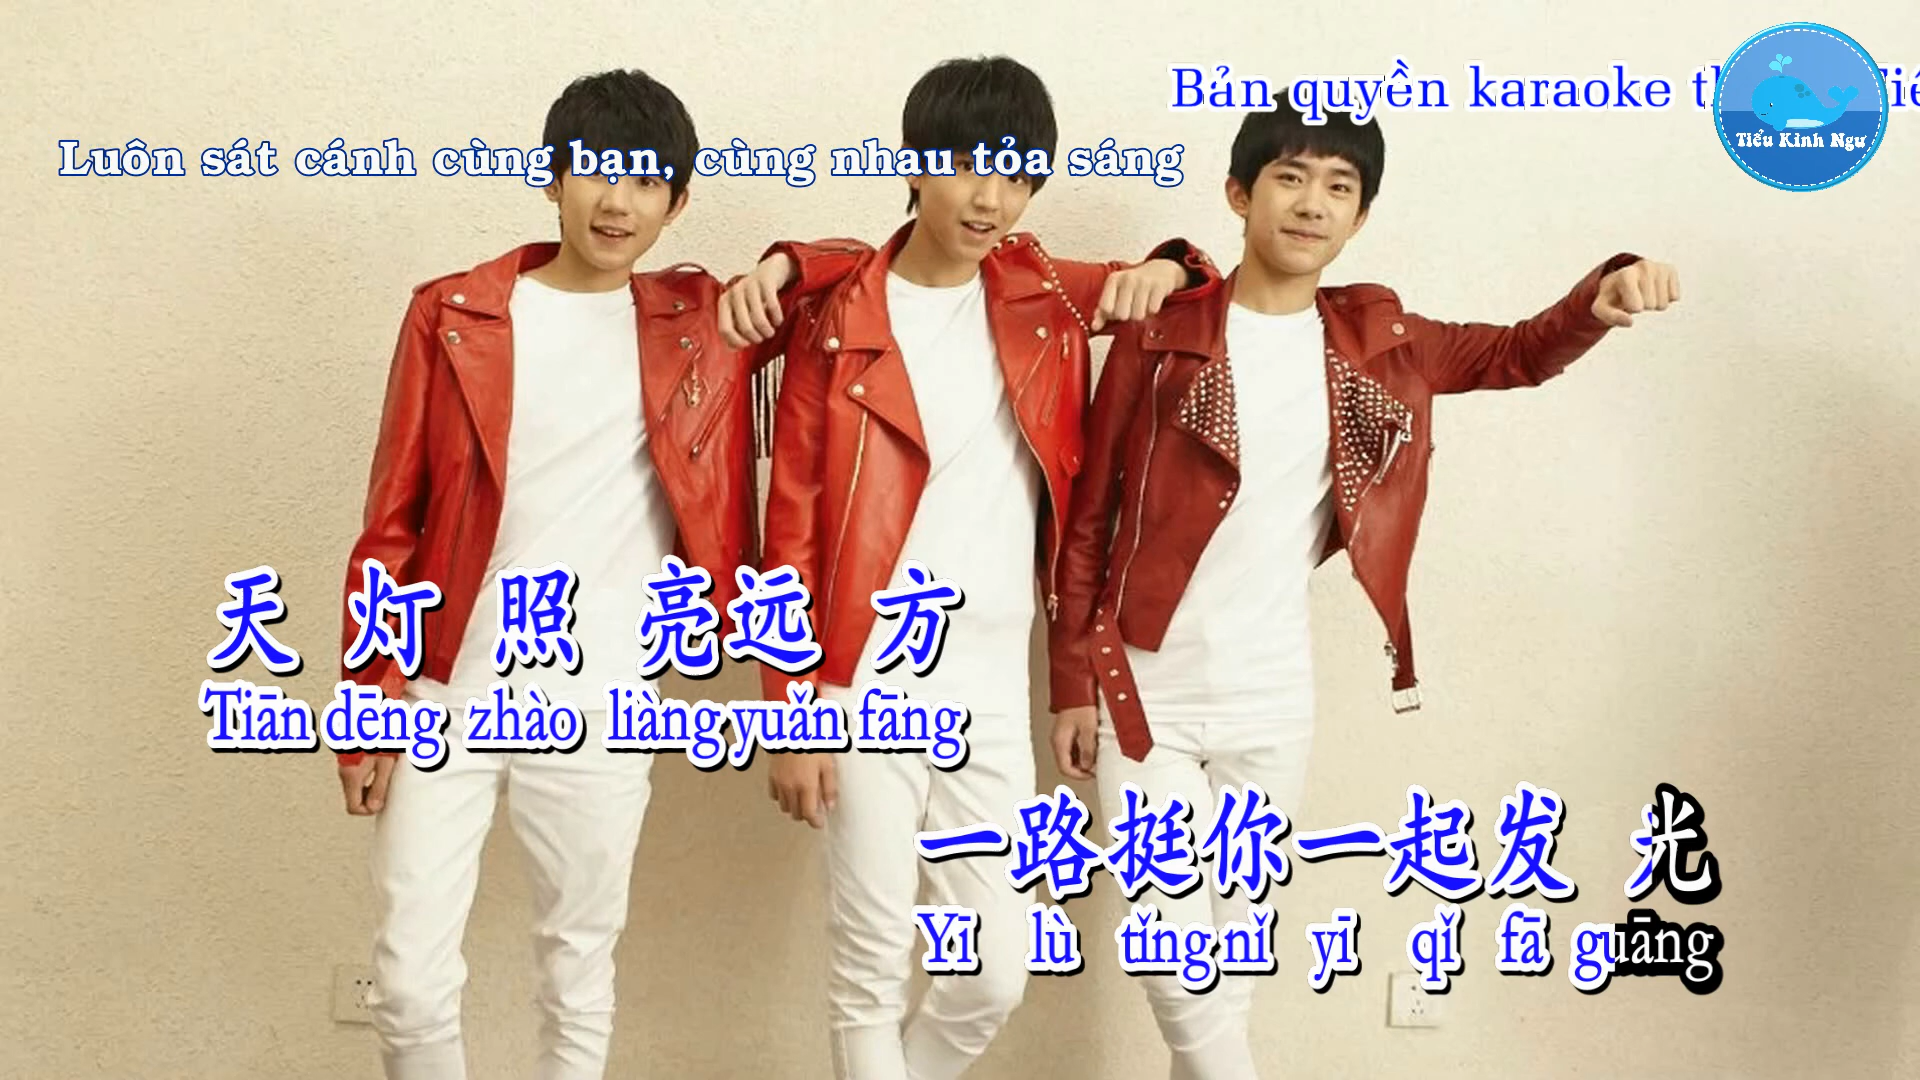 Bản quyền karaoke
Tiểu Kình Ngư
Luôn sát cánh cùng bạn, cùng nhau tỏa sáng
天灯照亮远方
Tiān dēng zhào liàng yuǎn fāng
一路挺你一起发光
Yī lù tǐng nǐ yī qǐ fā guāng